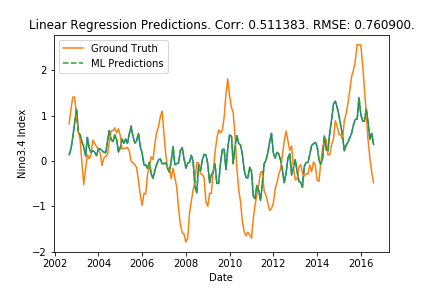 Linear Regression Predictions. Corr: 0.511383. RMSE: 0.760900.
Ground Truth
ML Predictions
Nino3.4 Index
2
1
0
−1
−2
2002 2004 2006 2008 2010 2012 2014 2016
Date